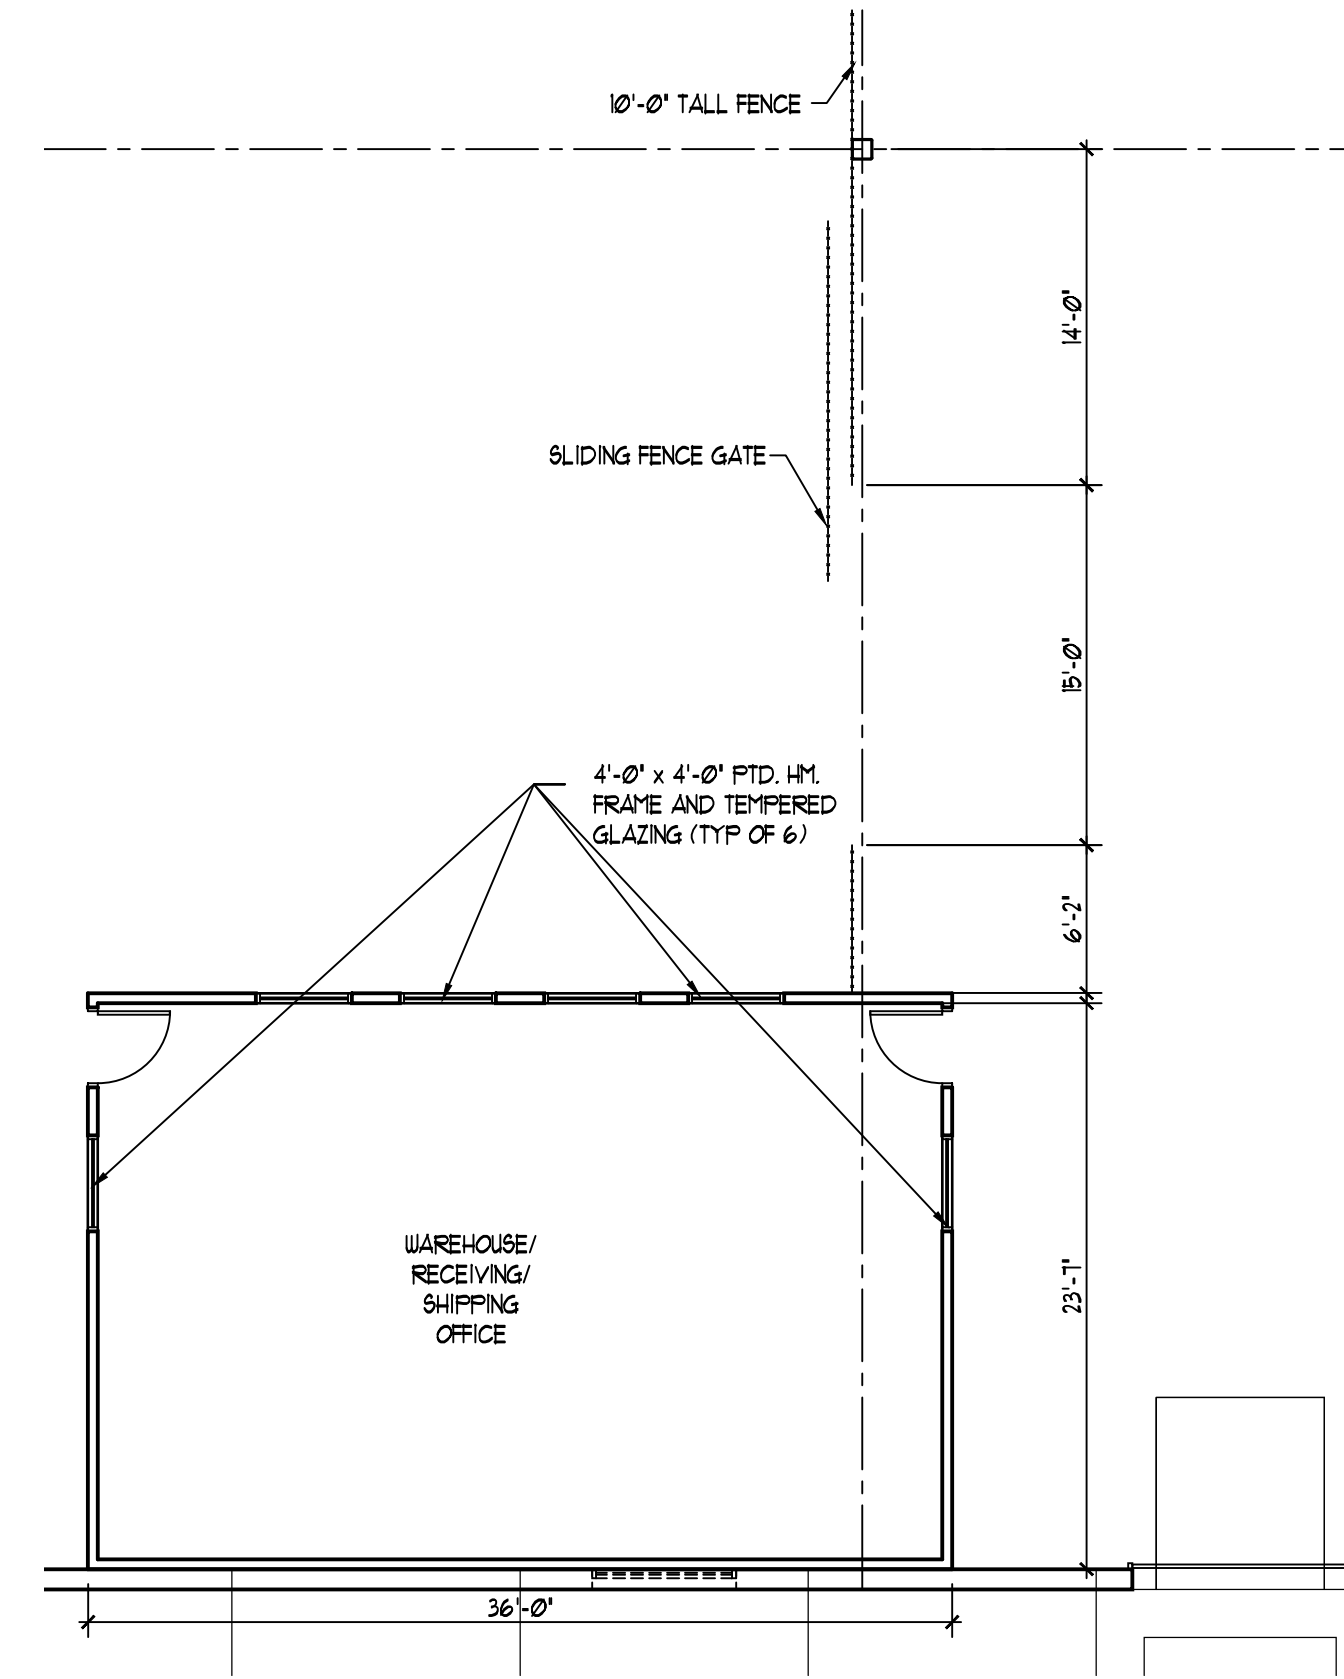 10'-0" TALL FENCE
14'-0"
SLIDING FENCE GATE
15'-0"
4'-0" x 4'-0" PTD. HM.
FRAME AND TEMPERED
GLAZING (TYP OF 6)
6'-2"
WAREHOUSE/
RECEIVING/
SHIPPING
OFFICE
23'-7"
36'-0"